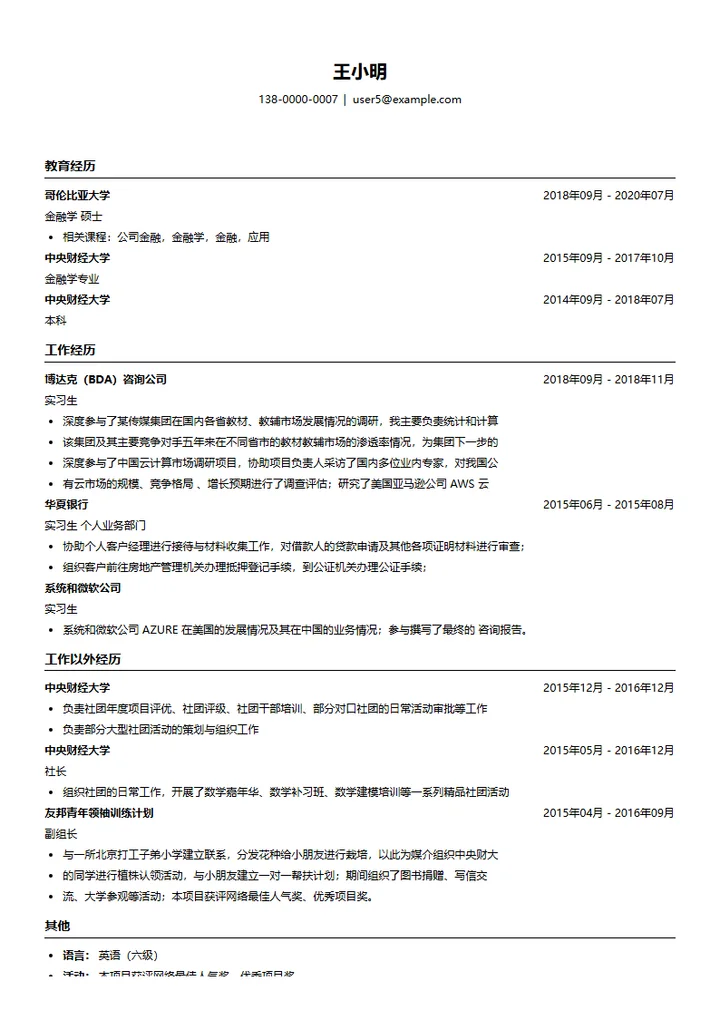 王小明
138-0000-0007 | user5@example.com
教育经历
哥伦比亚大学 2018年09月 - 2020年07月
金融学 硕士
• 相关课程：公司金融，金融学，金融，应用
中央财经大学 2015年09月 - 2017年10月
金融学专业
中央财经大学 2014年09月 - 2018年07月
本科
工作经历
博达克（BDA）咨询公司 2018年09月 - 2018年11月
实习生
• 深度参与了某传媒集团在国内各省教材、教辅市场发展情况的调研，我主要负责统计和计算
• 该集团及其主要竞争对手五年来在不同省市的教材教辅市场的渗透率情况，为集团下一步的
• 深度参与了中国云计算市场调研项目，协助项目负责人采访了国内多位业内专家，对我国公
• 有云市场的规模、竞争格局 、增长预期进行了调查评估；研究了美国亚马逊公司 AWS 云
华夏银行 2015年06月 - 2015年08月
实习生 个人业务部门
• 协助个人客户经理进行接待与材料收集工作，对借款人的贷款申请及其他各项证明材料进行审查；
• 组织客户前往房地产管理机关办理抵押登记手续，到公证机关办理公证手续；
系统和微软公司
实习生
• 系统和微软公司 AZURE 在美国的发展情况及其在中国的业务情况；参与撰写了最终的 咨询报告。
工作以外经历
中央财经大学 2015年12月 - 2016年12月
• 负责社团年度项目评优、社团评级、社团干部培训、部分对口社团的日常活动审批等工作
• 负责部分大型社团活动的策划与组织工作
中央财经大学 2015年05月 - 2016年12月
社长
• 组织社团的日常工作，开展了数学嘉年华、数学补习班、数学建模培训等一系列精品社团活动
友邦青年领袖训练计划 2015年04月 - 2016年09月
副组长
• 与一所北京打工子弟小学建立联系，分发花种给小朋友进行栽培，以此为媒介组织中央财大
• 的同学进行植株认领活动，与小朋友建立一对一帮扶计划；期间组织了图书捐赠、写信交
• 流、大学参观等活动；本项目获评网络最佳人气奖、优秀项目奖。
其他
• 语言： 英语（六级）
• 活动： 本项目获评网络最佳人气奖、优秀项目奖